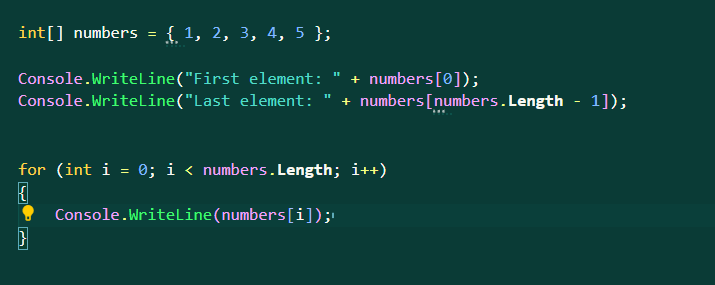 int[] numbers = { 1, 2, 3, 4, 5 };
Console.WriteLine("First element: " + numbers[0]);
Console.WriteLine("Last element: " + numbers[numbers.Length - 1]);
for (int i = 0; i < numbers.Length; i++)
{
Console.WriteLine(numbers[i]);
}